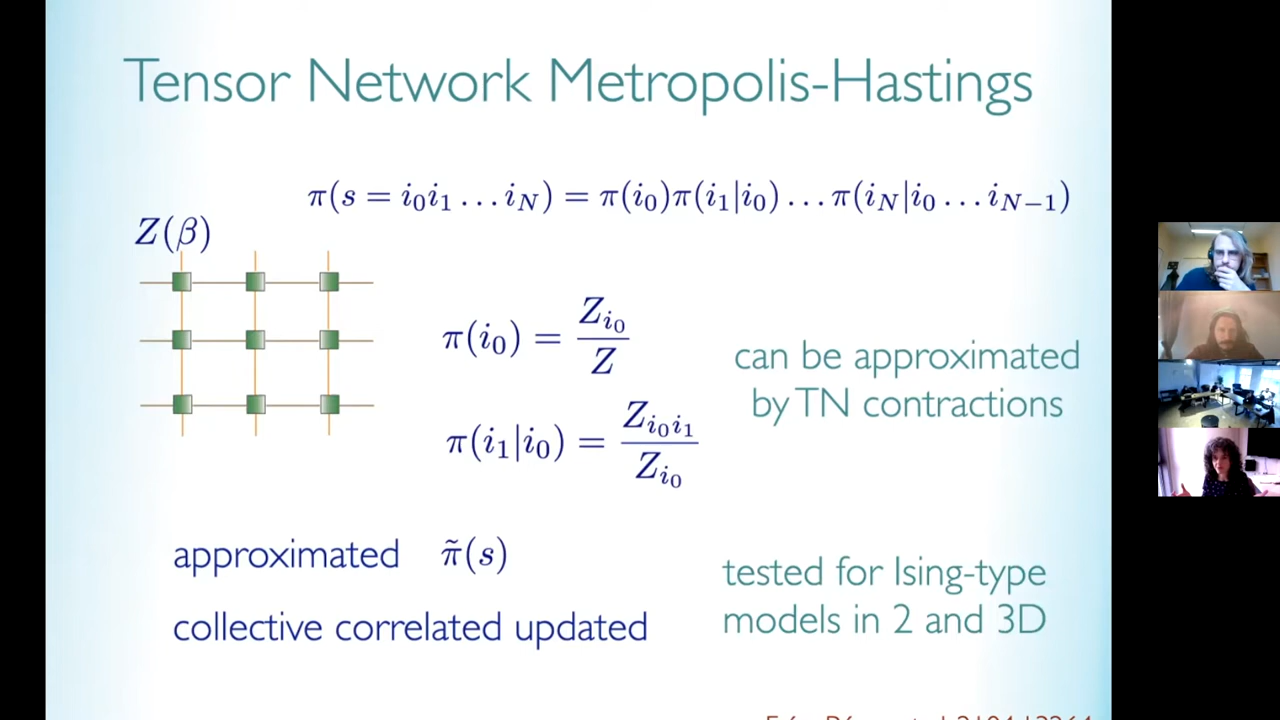 Tensor Network Metropolis-Hastings
π(s = i₀i₁ … i_N) = π(i₀)π(i₁|i₀) … π(i_N|i₀ … i_{N−1})
Z(β)
π(i₀) = Z_{i₀} / Z
π(i₁|i₀) = Z_{i₀i₁} / Z_{i₀}
can be approximated
by TN contractions
approximated π̃(s)
collective correlated updated
tested for Ising-type
models in 2 and 3D